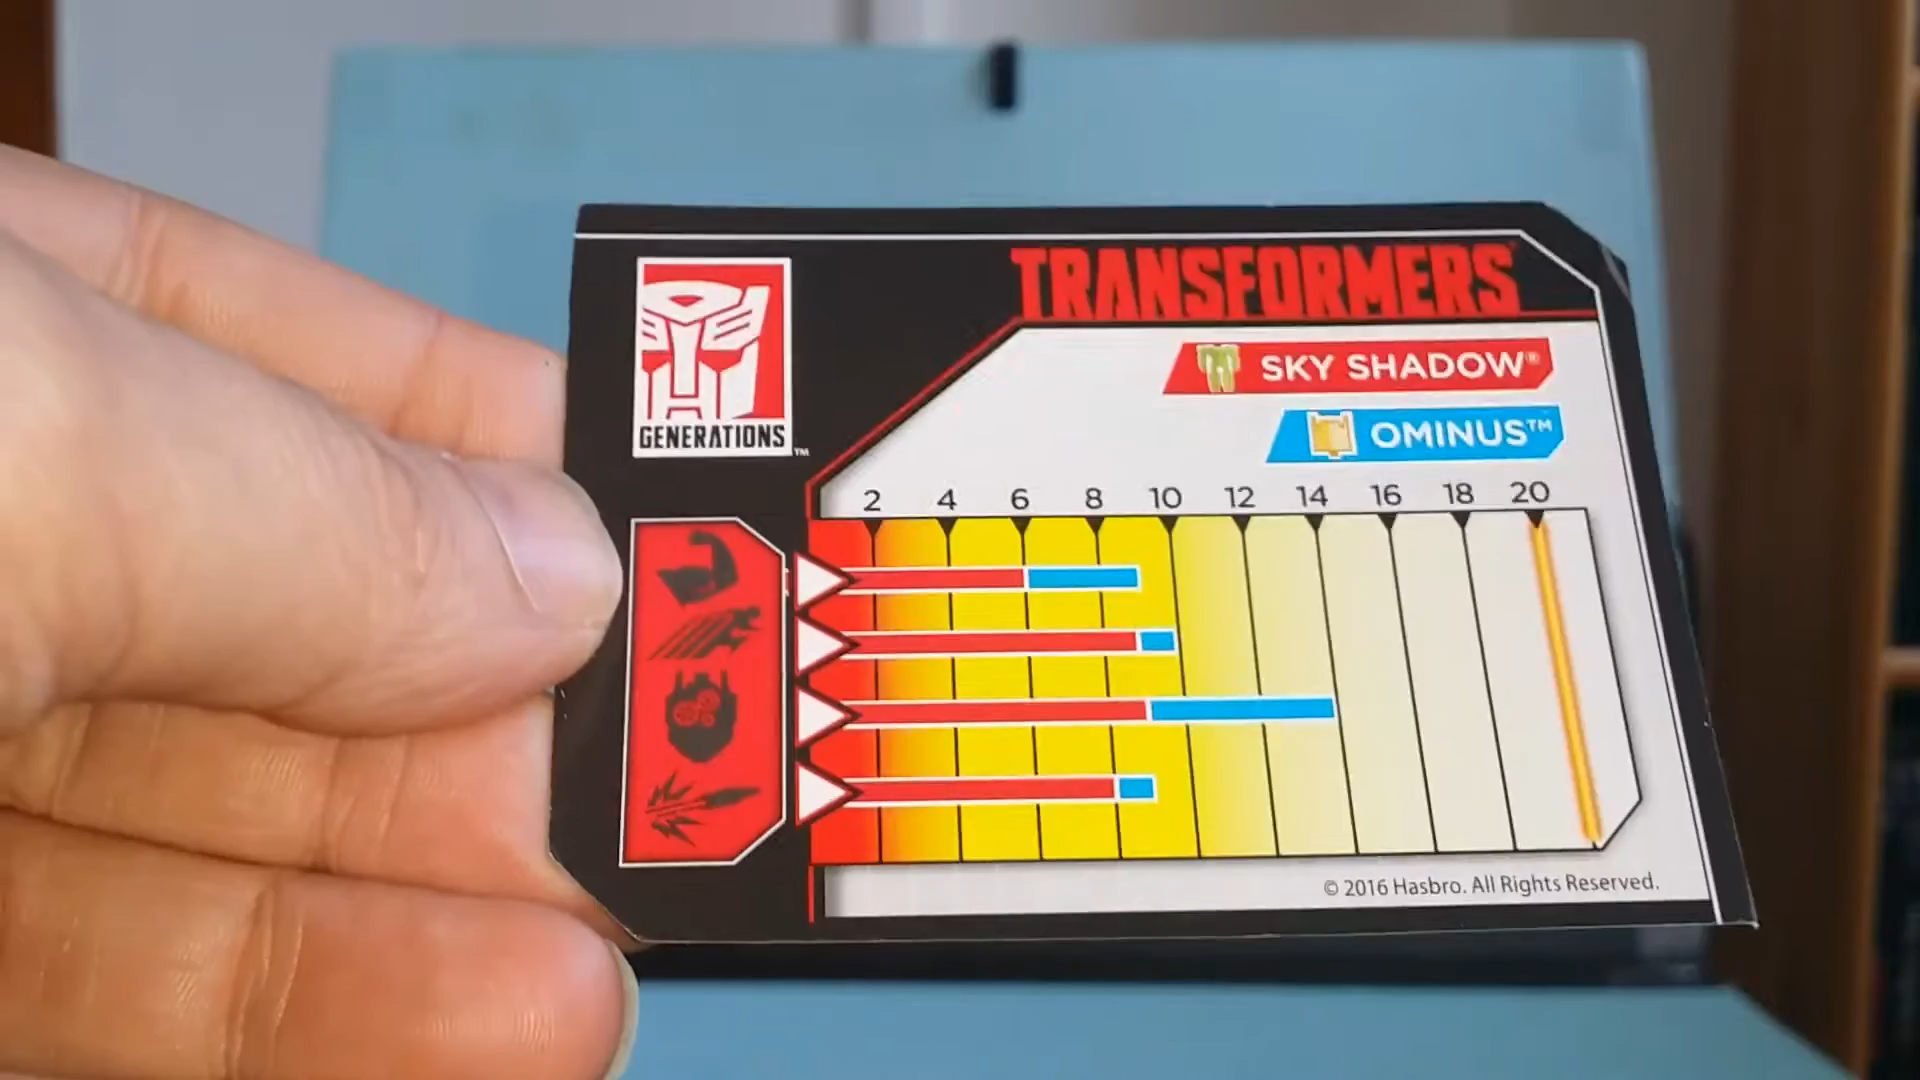 TRANSFORMERS
GENERATIONS™
SKY SHADOW®
OMINUS™
2 4 6 8 10 12 14 16 18 20
© 2016 Hasbro. All Rights Reserved.